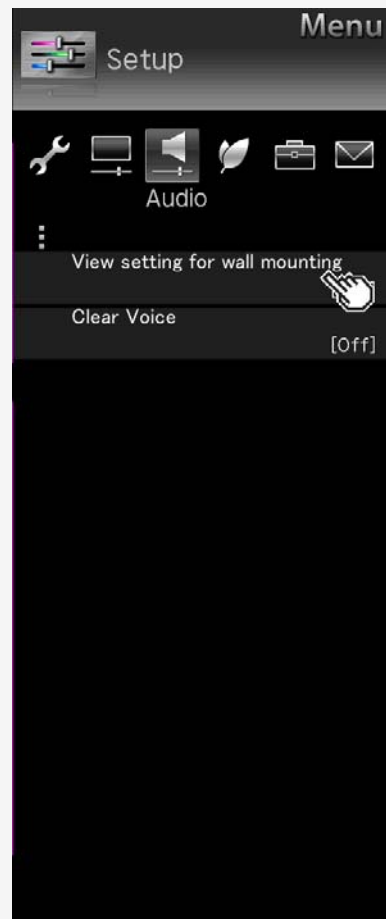 Menu
Setup
Audio
View setting for wall mounting
Clear Voice
[Off]